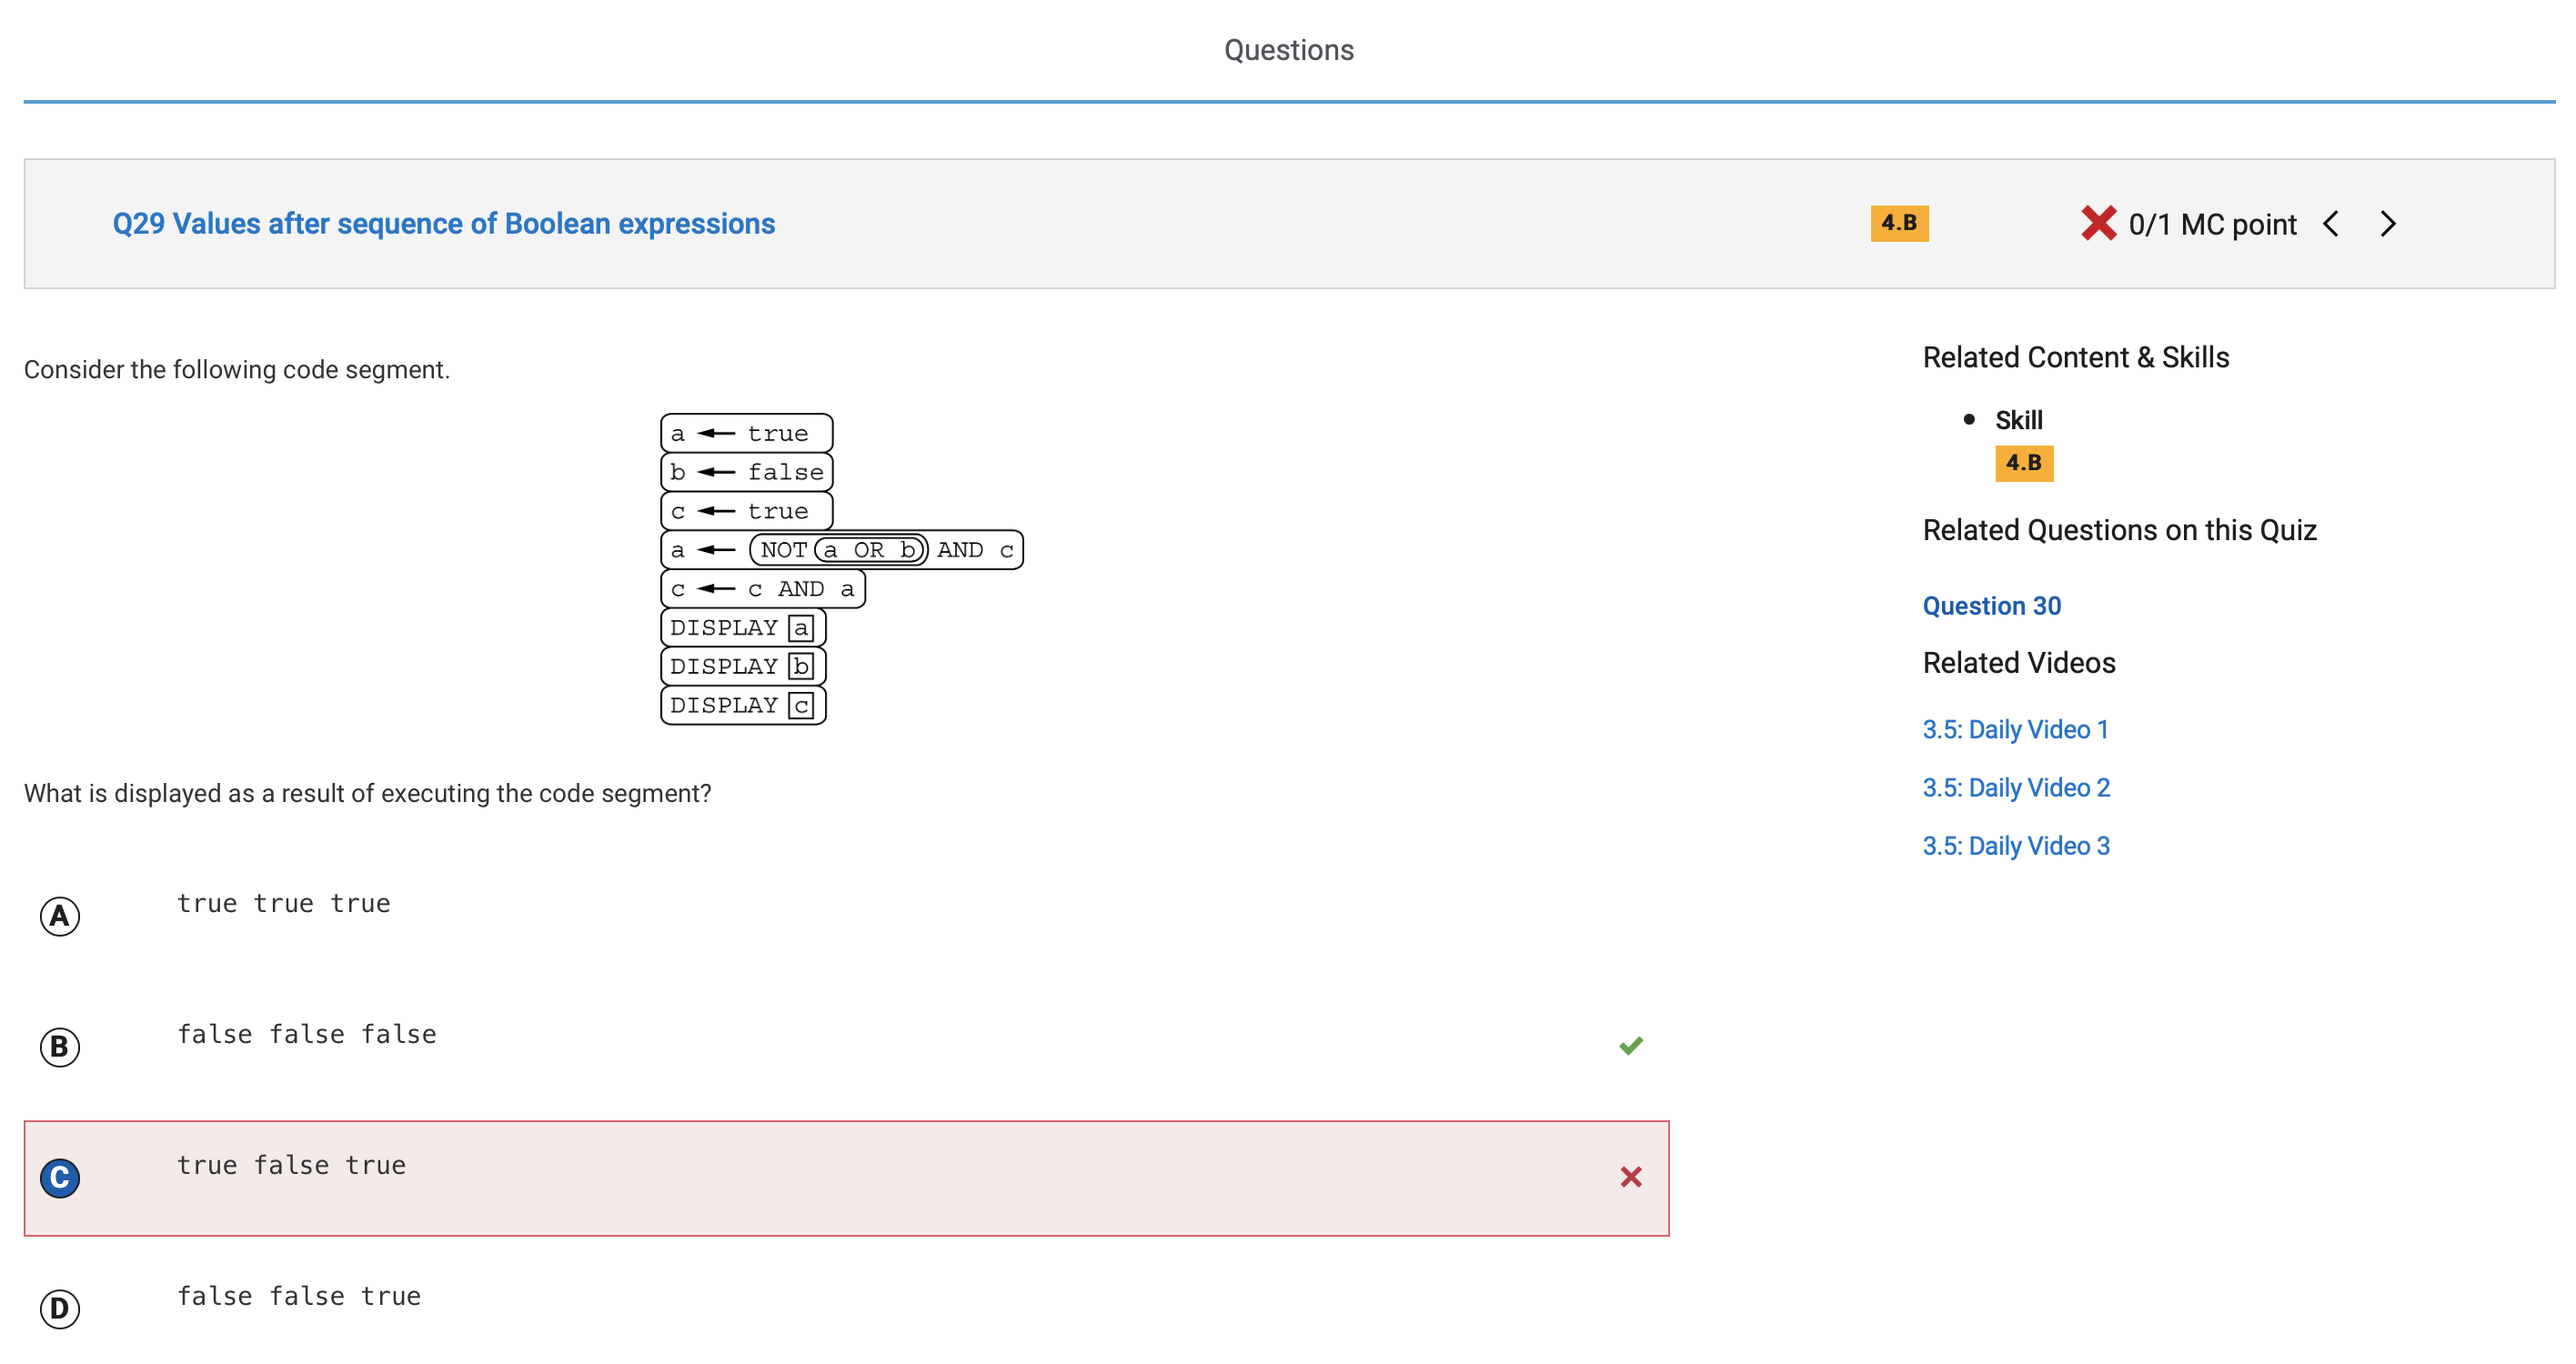 Questions
Q29 Values after sequence of Boolean expressions
4.B
0/1 MC point
Consider the following code segment.
a ← true
b ← false
c ← true
a ← NOT a OR b AND c
c ← c AND a
DISPLAY a
DISPLAY b
DISPLAY c
What is displayed as a result of executing the code segment?
A true true true
B false false false
C true false true
D false false true
Related Content & Skills
• Skill
4.B
Related Questions on this Quiz
Question 30
Related Videos
3.5: Daily Video 1
3.5: Daily Video 2
3.5: Daily Video 3